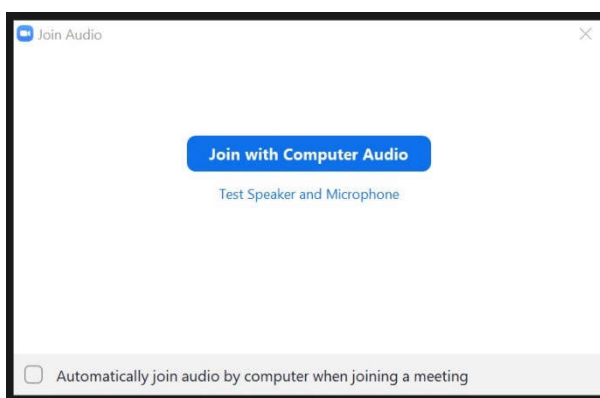 Join Audio
Join with Computer Audio
Test Speaker and Microphone
Automatically join audio by computer when joining a meeting